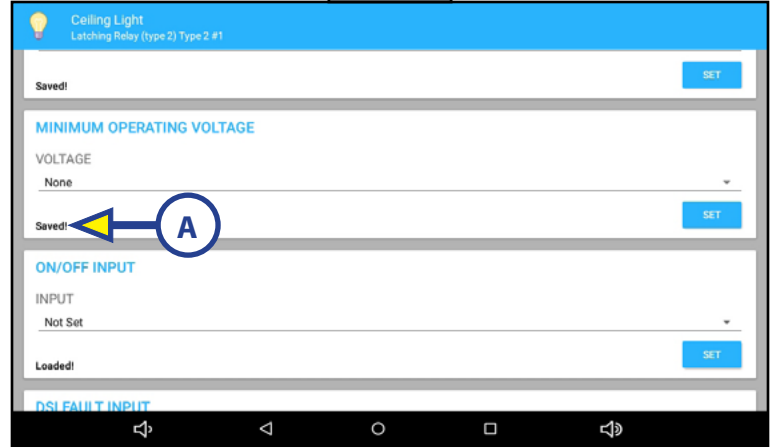 Ceiling Light
Latching Relay (type 2) Type 2 #1
Saved!
SET
MINIMUM OPERATING VOLTAGE
VOLTAGE
None
Saved!
A
SET
ON/OFF INPUT
INPUT
Not Set
Loaded!
SET
DSI FAULT INPUT